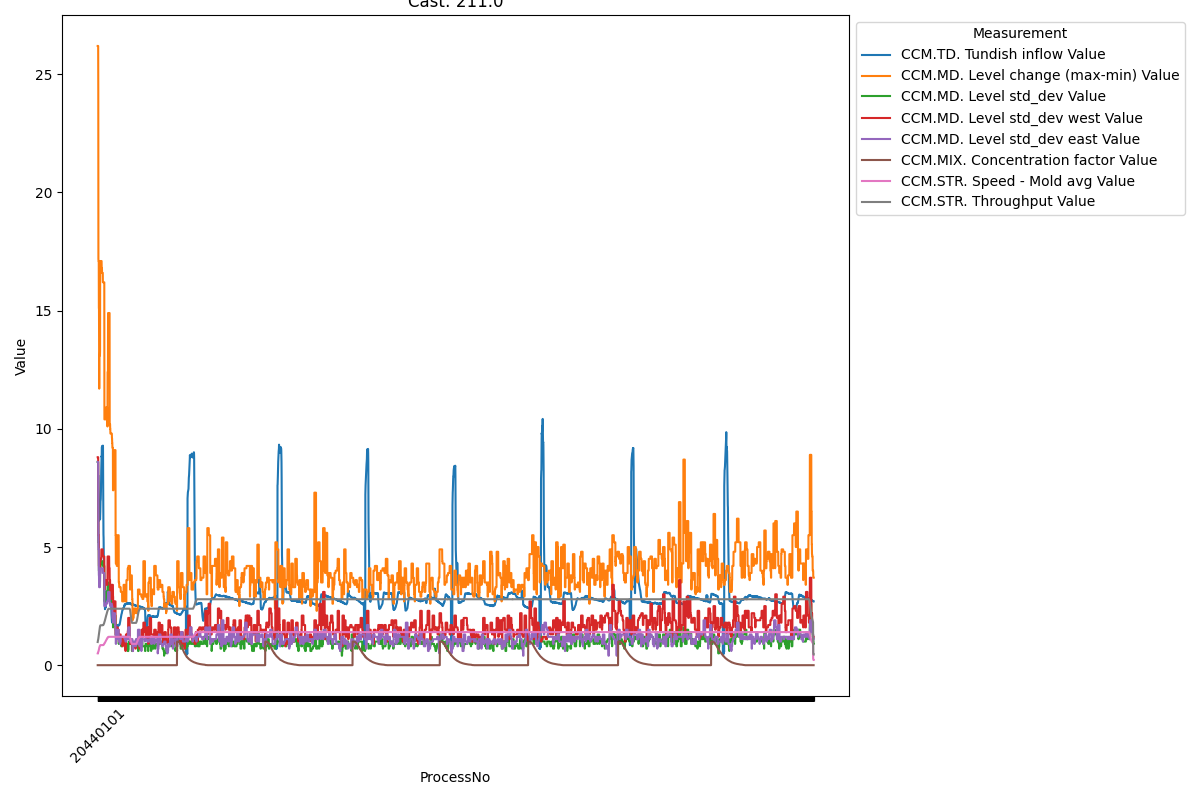 Cast: 211.0
Measurement
CCM.TD. Tundish inflow Value
CCM.MD. Level change (max-min) Value
CCM.MD. Level std_dev Value
CCM.MD. Level std_dev west Value
CCM.MD. Level std_dev east Value
CCM.MIX. Concentration factor Value
CCM.STR. Speed - Mold avg Value
CCM.STR. Throughput Value
Value
25
20
15
10
5
0
20440101
ProcessNo